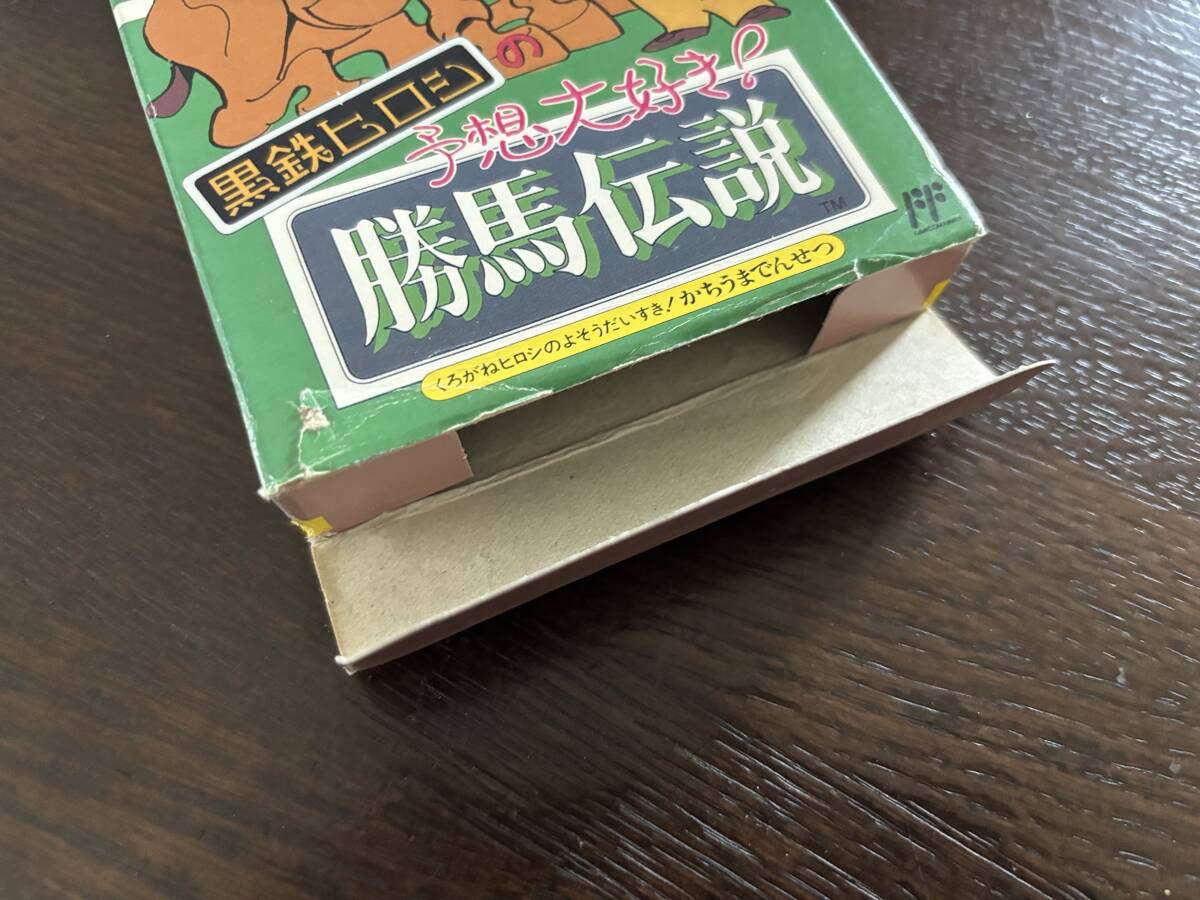 黒鉄ヒロシの
予想大好き!
勝馬伝説
TM
くろがねヒロシのよそうだいすき!かちうまでんせつ